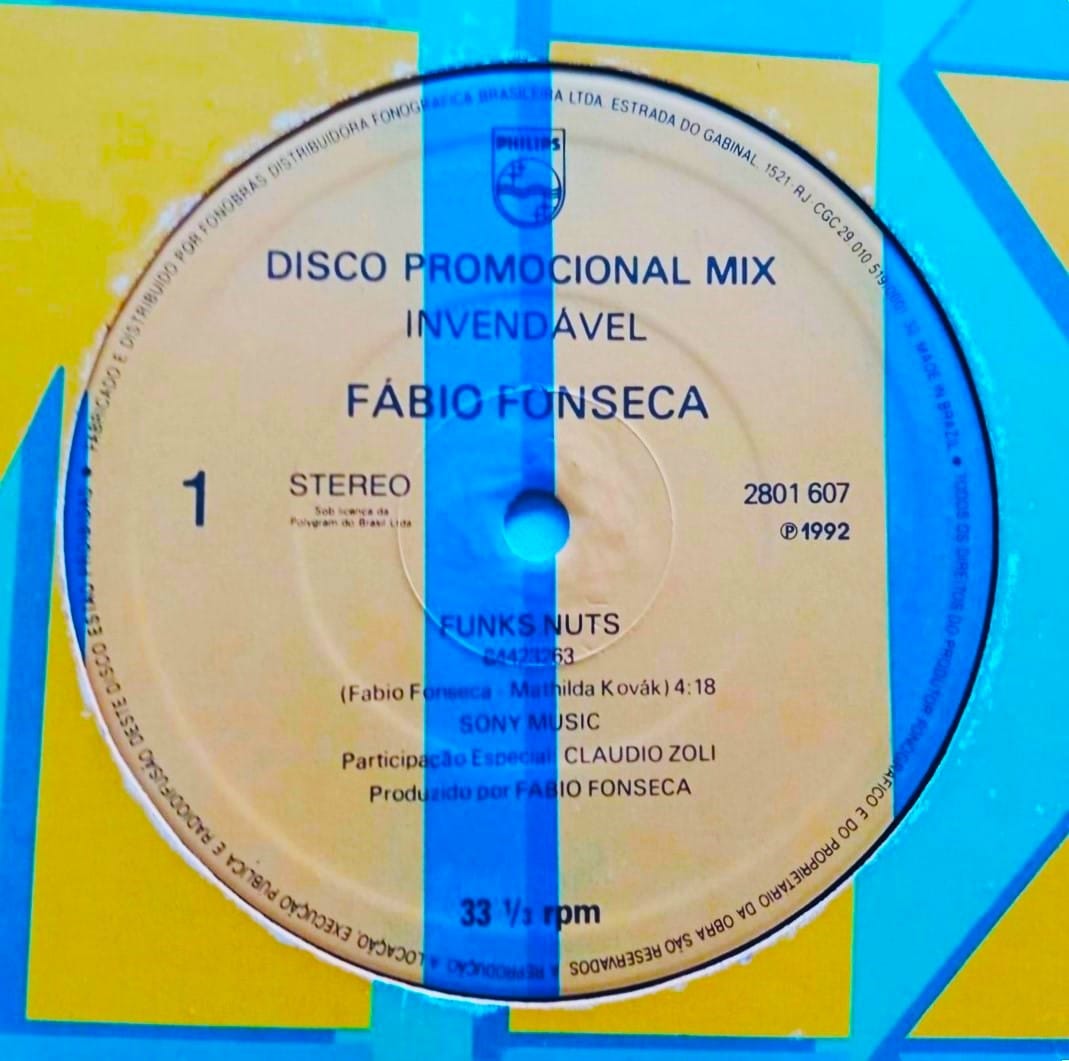 PHILIPS
DISCO PROMOCIONAL MIX
INVENDÁVEL
FÁBIO FONSECA
1
STEREO
Sob licença da
Polygram do Brasil Ltda
2801 607
℗ 1992
FUNKS NUTS
(Fabio Fonseca - Mathilda Kovák) 4:18
SONY MUSIC
Participação Especial: CLAUDIO ZOLI
Produzido por FABIO FONSECA
33 1/3 rpm
FABRICADO E DISTRIBUIDO POR FONOBRÁS DISTRIBUIDORA FONOGRÁFICA BRASILEIRA LTDA. ESTRADA DO GABINAL, 1521-RJ-CGC 29 010 519 MADE IN BRAZIL ● TODOS OS DIREITOS DO PRODUTOR FONOGRÁFICO E DO PROPRIETARIO DA OBRA SÃO RESERVADOS A REPRODUÇÃO A LOCAÇÃO, EXECUÇÃO PUBLICA E RADIODIFUSÃO DESTE DISCO ESTÃO ●